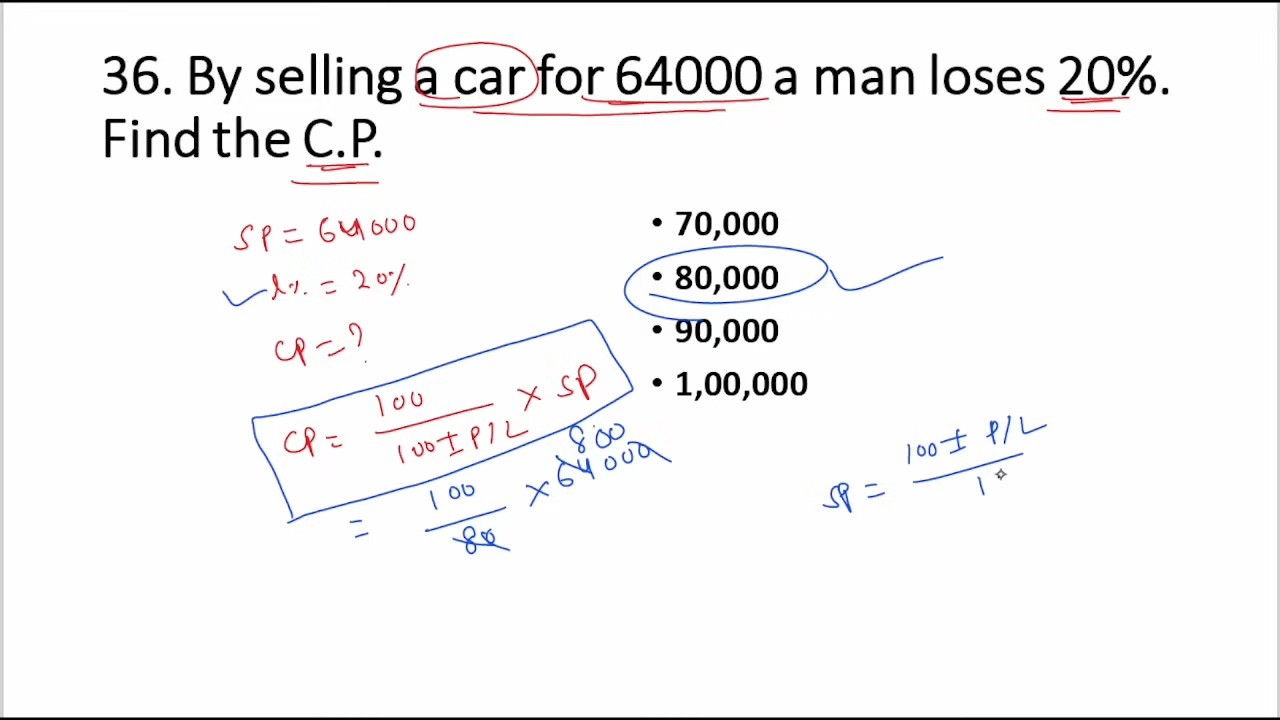 36. By selling a car for 64000 a man loses 20%.
Find the C.P.
SP = 64000
l% = 20%
CP = ?
CP = 100 / 100 ± P/L × SP
= 100 / 80 × 64000
800
• 70,000
• 80,000
• 90,000
• 1,00,000
SP = 100 ± P/L / 1